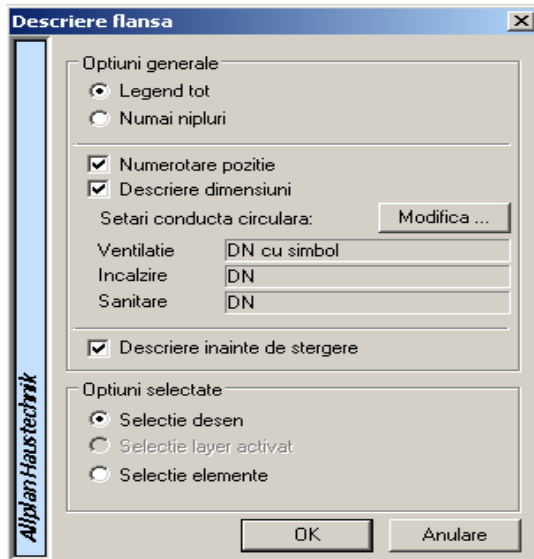 Descriere flansa
Optiuni generale
Legend tot
Numai nipluri
Numerotare pozitie
Descriere dimensiuni
Setari conducta circulara: Modifica ...
Ventilatie DN cu simbol
Incalzire DN
Sanitare DN
Descriere inainte de stergere
Optiuni selectate
Selectie desen
Selectie layer activat
Selectie elemente
OK Anulare
Allplan Haustechnik